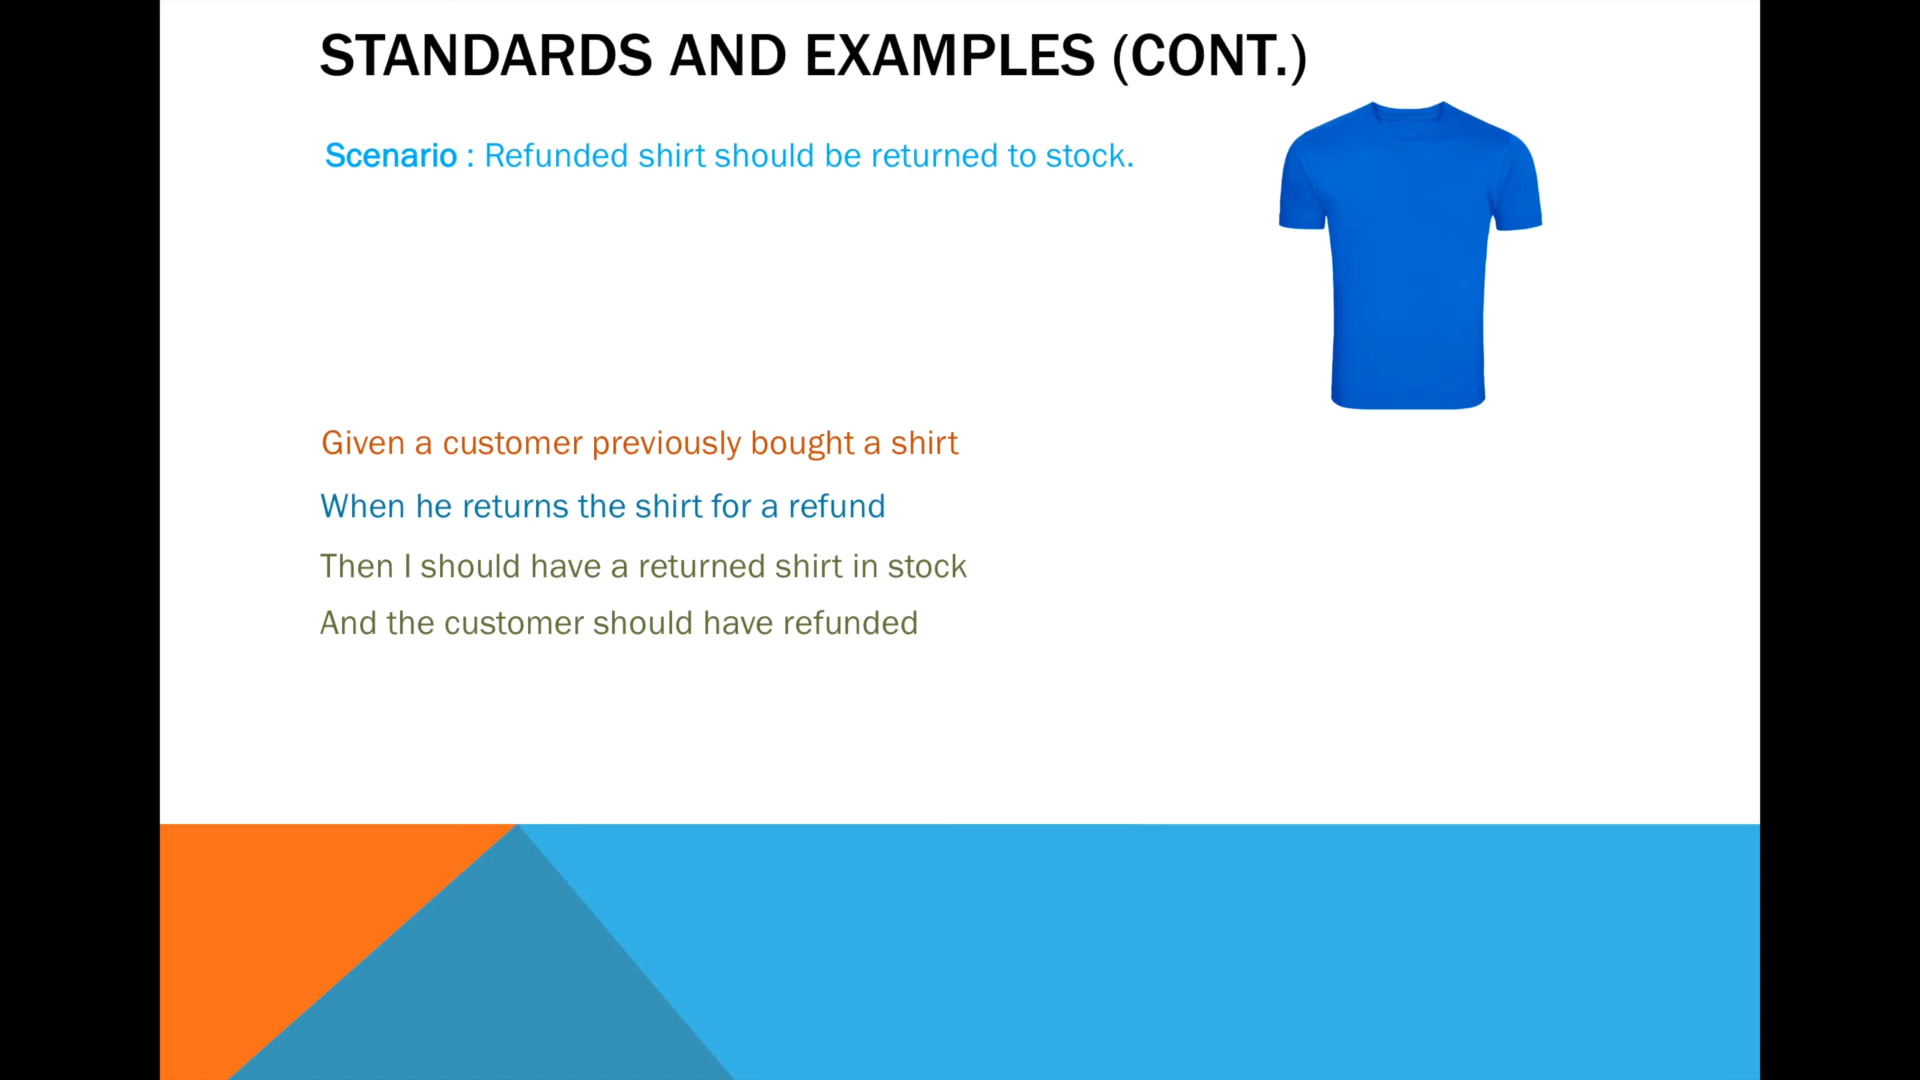 STANDARDS AND EXAMPLES (CONT.)
Scenario : Refunded shirt should be returned to stock.
Given a customer previously bought a shirt
When he returns the shirt for a refund
Then I should have a returned shirt in stock
And the customer should have refunded